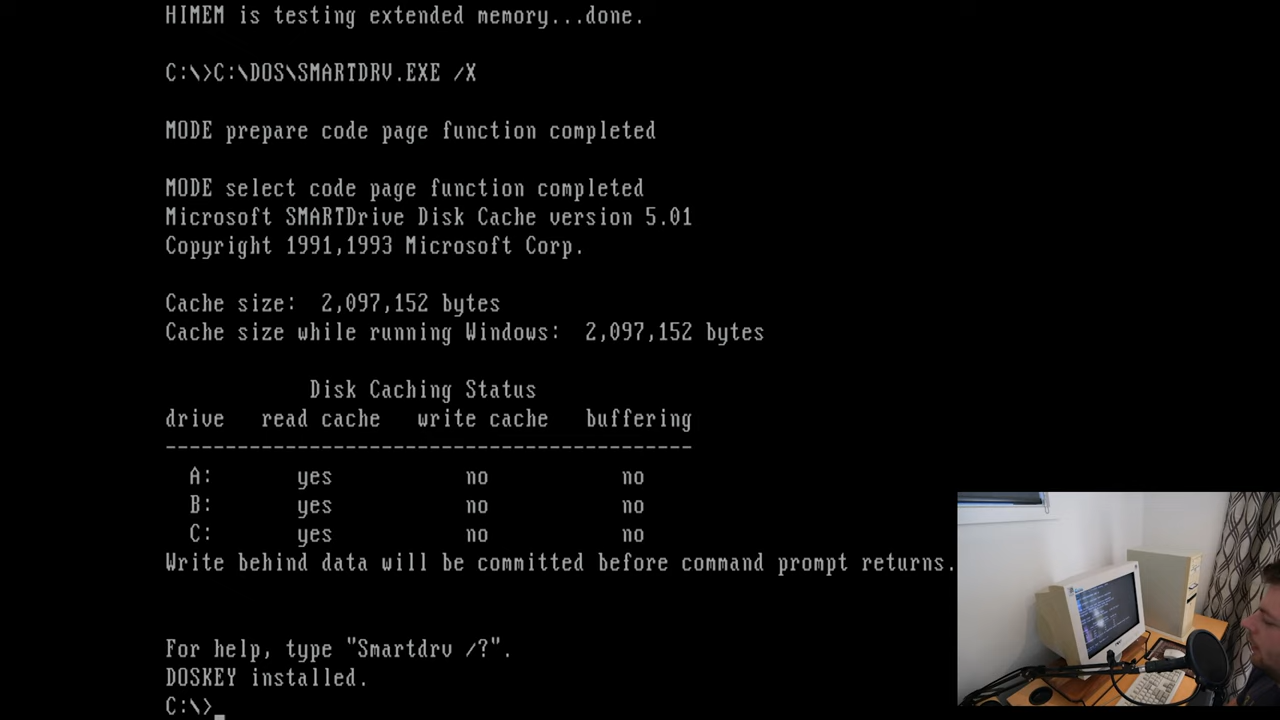 HIMEM is testing extended memory...done.
C:\>C:\DOS\SMARTDRV.EXE /X
MODE prepare code page function completed
MODE select code page function completed
Microsoft SMARTDrive Disk Cache version 5.01
Copyright 1991,1993 Microsoft Corp.
Cache size:  2,097,152 bytes
Cache size while running Windows:  2,097,152 bytes
Disk Caching Status
drive   read cache   write cache   buffering
--------------------------------------------
A:       yes           no            no
B:       yes           no            no
C:       yes           no            no
Write behind data will be committed before command prompt returns.
For help, type "Smartdrv /?".
DOSKEY installed.
C:\>_